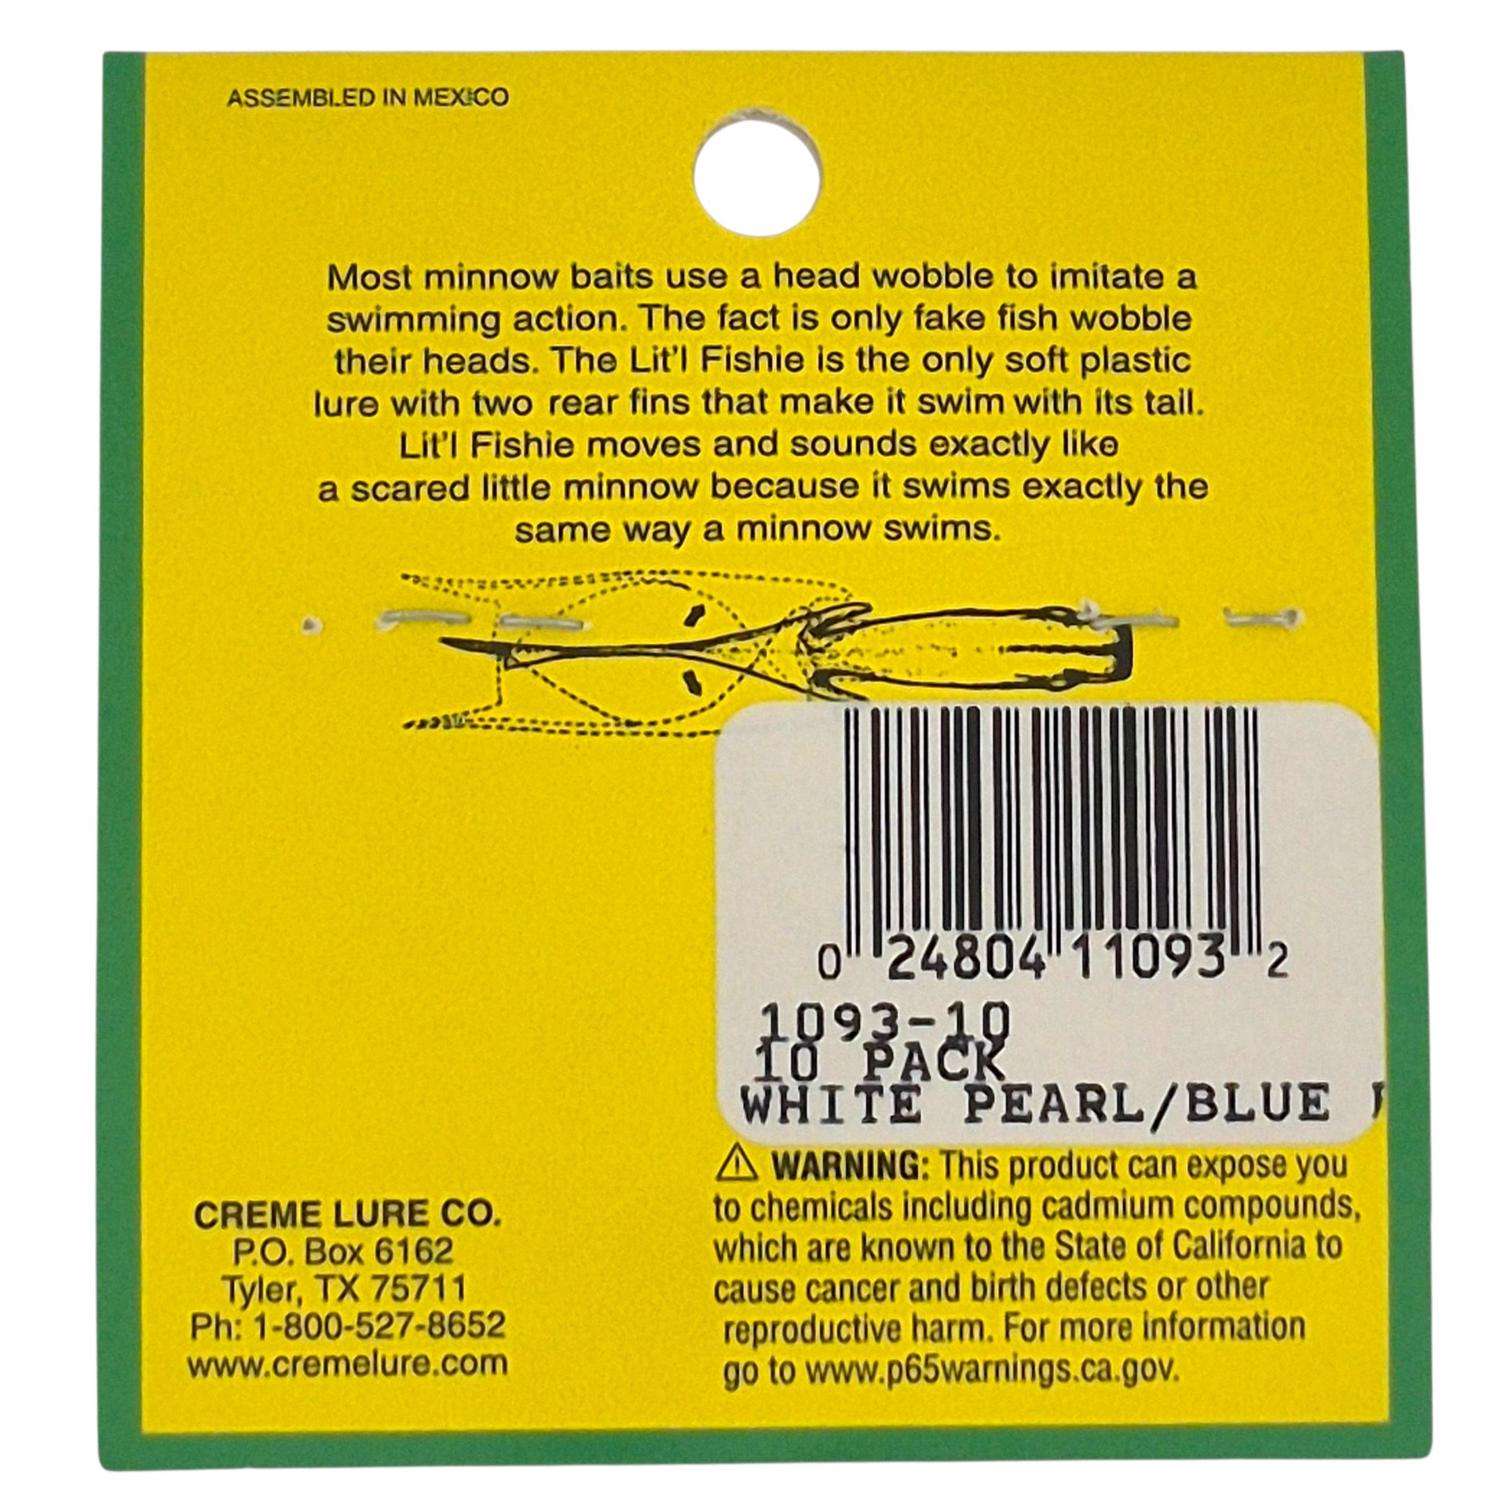 ASSEMBLED IN MEXICO
Most minnow baits use a head wobble to imitate a
swimming action. The fact is only fake fish wobble
their heads. The Lit'l Fishie is the only soft plastic
lure with two rear fins that make it swim with its tail.
Lit'l Fishie moves and sounds exactly like
a scared little minnow because it swims exactly the
same way a minnow swims.
0 24804 11093 2
1093-10
10 PACK
WHITE PEARL/BLUE
⚠ WARNING: This product can expose you
to chemicals including cadmium compounds,
which are known to the State of California to
cause cancer and birth defects or other
reproductive harm. For more information
go to www.p65warnings.ca.gov.
CREME LURE CO.
P.O. Box 6162
Tyler, TX 75711
Ph: 1-800-527-8652
www.cremelure.com